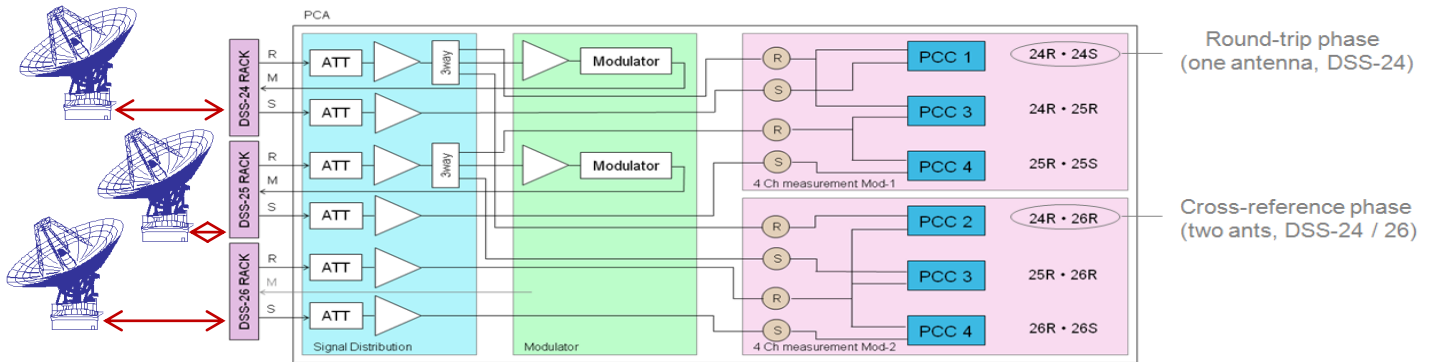 PCA
DSS-24 RACK
R
M
S
ATT
3way
Modulator
R
PCC 1
24R • 24S
Round-trip phase
(one antenna, DSS-24)
ATT
S
PCC 3
24R • 25R
DSS-25 RACK
R
M
S
ATT
3way
Modulator
R
S
PCC 4
25R • 25S
4 Ch measurement Mod-1
ATT
R
PCC 2
24R • 26R
Cross-reference phase
(two ants, DSS-24 / 26)
DSS-26 RACK
R
M
S
ATT
S
PCC 3
25R • 26R
R
ATT
S
PCC 4
26R • 26S
Signal Distribution
Modulator
4 Ch measurement Mod-2